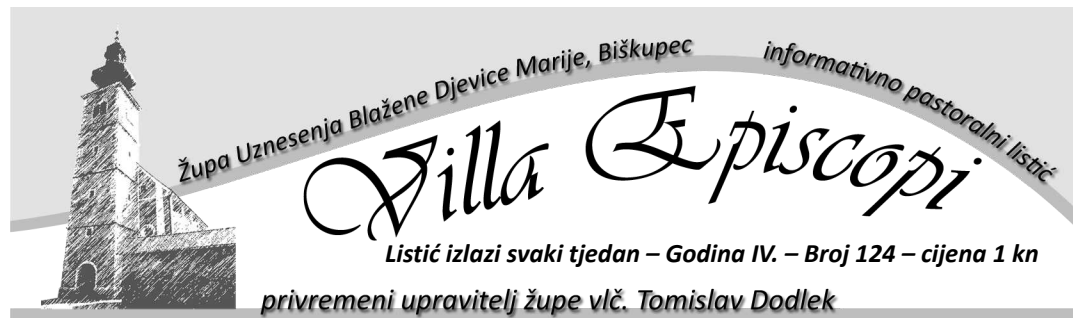 Župa Uznesenja Blažene Djevice Marije, Biškupec
informativno pastoralni listić
Villa Episcopi
Listić izlazi svaki tjedan – Godina IV. – Broj 124 – cijena 1 kn
privremeni upravitelj župe vlč. Tomislav Dodlek